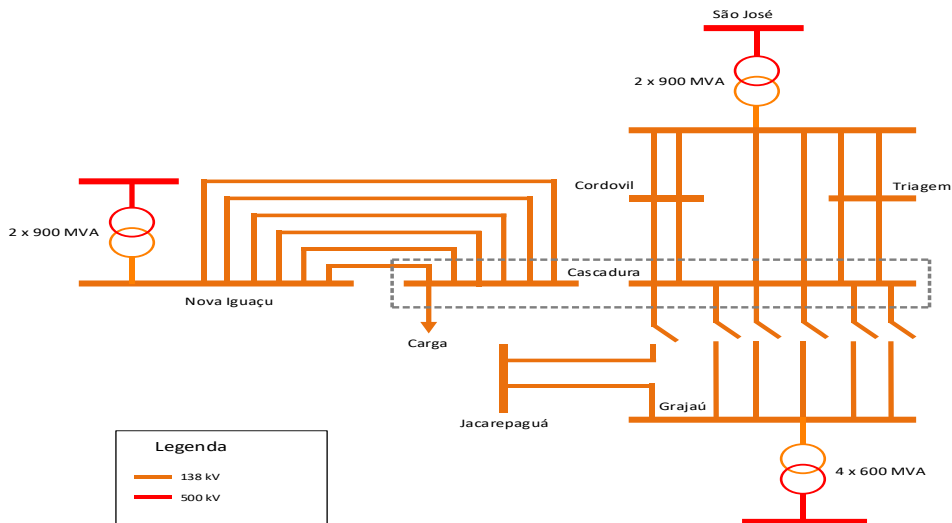 São José
2 x 900 MVA
Cordovil
Triagem
2 x 900 MVA
Cascadura
Nova Iguaçu
Carga
Grajaú
Jacarepaguá
Legenda
138 kV
500 kV
4 x 600 MVA